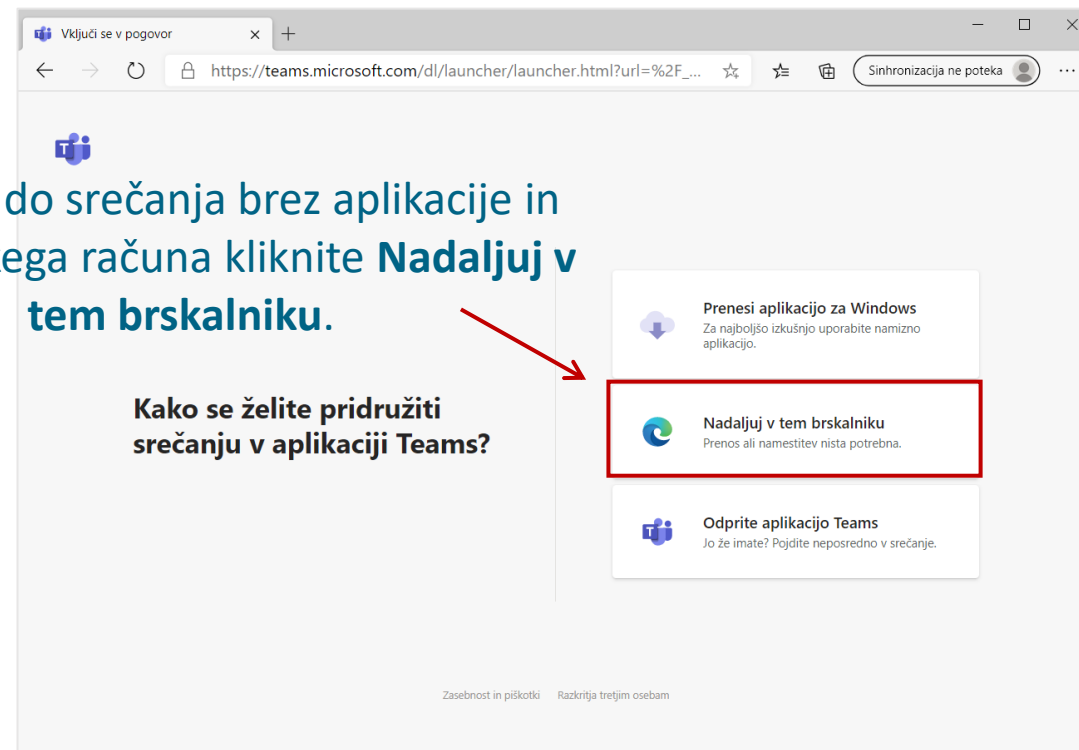 Vključi se v pogovor
https://teams.microsoft.com/dl/launcher/launcher.html?url=%2F_...
Sinhronizacija ne poteka
do srečanja brez aplikacije in
računa kliknite Nadaljuj v
tem brskalniku.
Kako se želite pridružiti
srečanju v aplikaciji Teams?
Prenesi aplikacijo za Windows
Za najboljšo izkušnjo uporabite namizno
aplikacijo.
Nadaljuj v tem brskalniku
Prenos ali namestitev nista potrebna.
Odprite aplikacijo Teams
Jo že imate? Pojdite neposredno v srečanje.
Zasebnost in piškotki Razkritja tretjim osebam